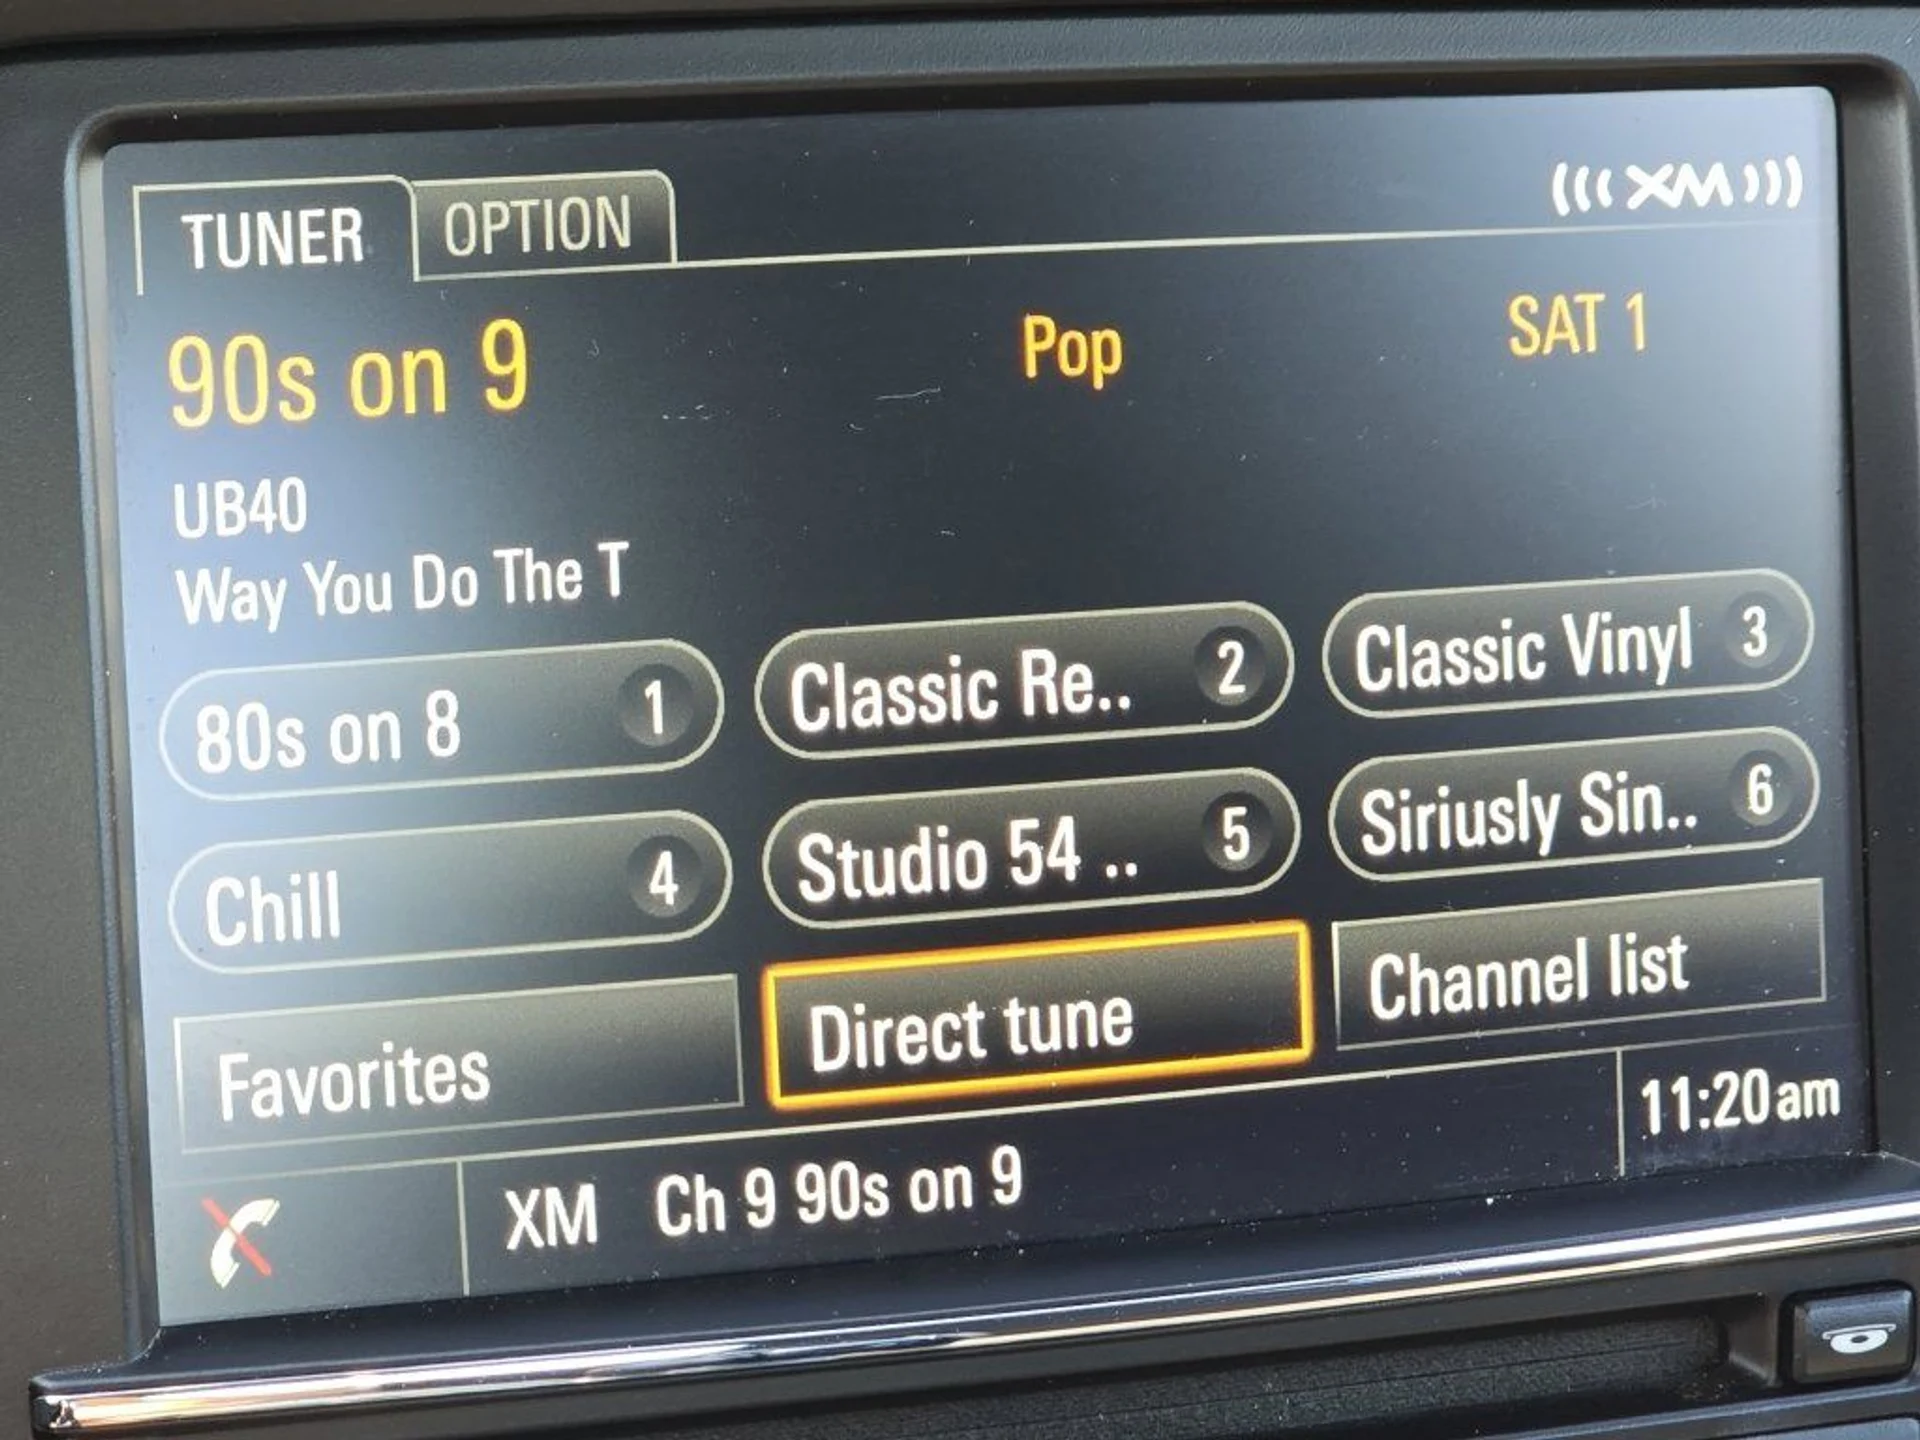 TUNER OPTION (((XM)))
90s on 9 Pop SAT 1
UB40
Way You Do The T
80s on 8 1 Classic Re.. 2 Classic Vinyl 3
Chill 4 Studio 54 .. 5 Siriusly Sin.. 6
Favorites Direct tune Channel list
XM Ch 9 90s on 9 11:20am